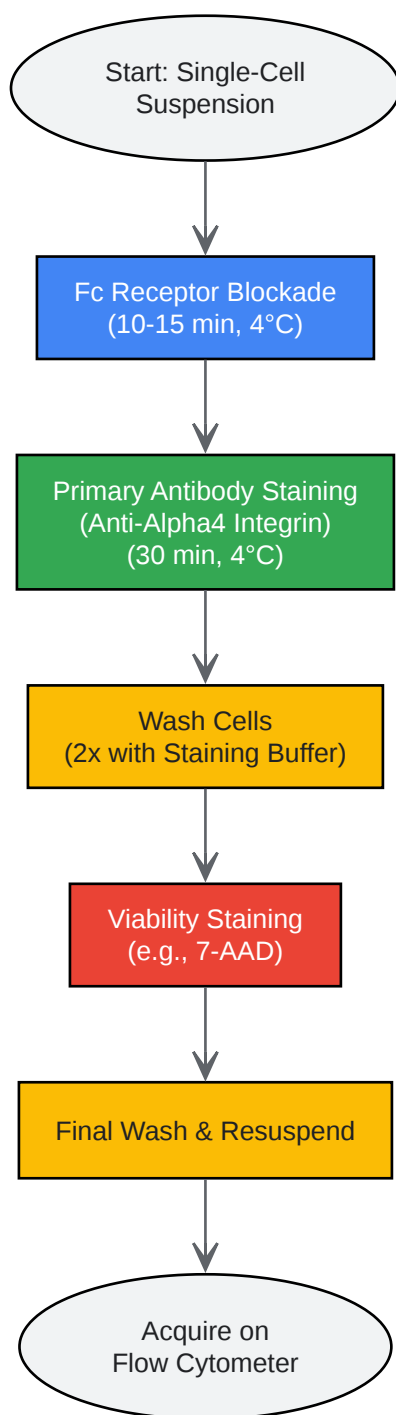 Start: Single-Cell
Suspension
Fc Receptor Blockade
(10-15 min, 4°C)
Primary Antibody Staining
(Anti-Alpha4 Integrin)
(30 min, 4°C)
Wash Cells
(2x with Staining Buffer)
Viability Staining
(e.g., 7-AAD)
Final Wash & Resuspend
Acquire on
Flow Cytometer